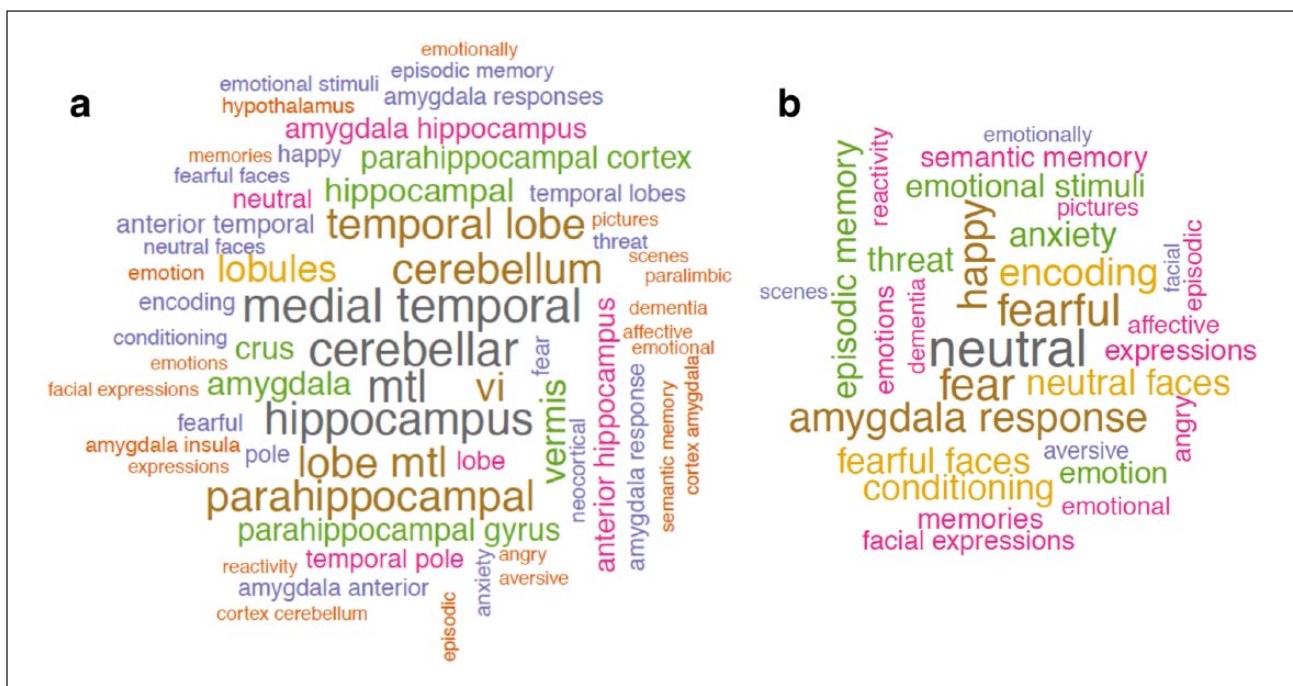 a
emotionally
episodic memory
emotional stimuli
amygdala responses
hypothalamus
amygdala hippocampus
memories
happy
parahippocampal cortex
fearful faces
hippocampal
temporal lobes
neutral
anterior temporal
temporal lobe
pictures
neutral faces
threat
emotion
lobules
cerebellum
scenes
paralimbic
encoding
medial temporal
dementia
conditioning
cerebellar
fear
affective
emotional
crus
emotions
facial expressions
amygdala
mtl
vi
vermis
anterior hippocampus
amygdala response
semantic memory
cortex amygdala
fearful
hippocampus
neocortical
amygdala insula
pole
lobe mtl
lobe
expressions
parahippocampal
parahippocampal gyrus
reactivity
temporal pole
anxiety
angry
aversive
amygdala anterior
cortex cerebellum
episodic
b
emotionally
episodic memory
reactivity
semantic memory
emotional stimuli
pictures
happy
anxiety
threat
encoding
facial
episodic
scenes
emotions
dementia
fearful
affective
neutral
expressions
fear
neutral faces
amygdala response
angry
fearful faces
aversive
emotion
conditioning
emotional
memories
facial expressions